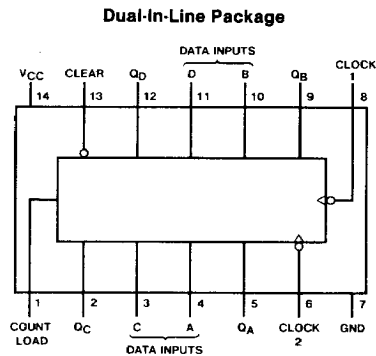 Dual-In-Line Package
DATA INPUTS
VCC CLEAR QD D B QB CLOCK 1
14 13 12 11 10 9 8
1 2 3 4 5 6 7
COUNT LOAD QC C A QA CLOCK 2 GND
DATA INPUTS